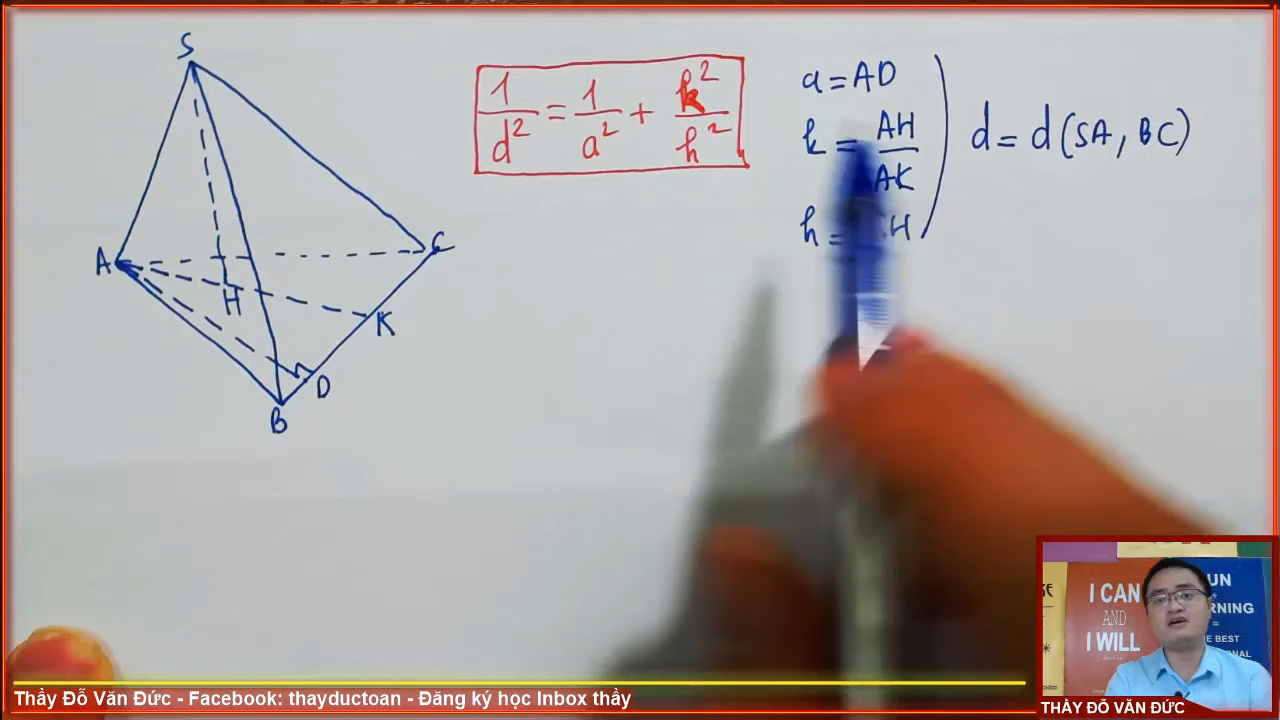 S
A
H
C
K
D
B
1/d² = 1/a² + k²/h²
a = AD
k = AH/AK
h = H
d = d(SA, BC)
I CAN
AND
I WILL
UN
RNING
=
E BEST
ONAL
Thầy Đỗ Văn Đức - Facebook: thayductoan - Đăng ký học Inbox thầy
THẦY ĐỖ VĂN ĐỨC